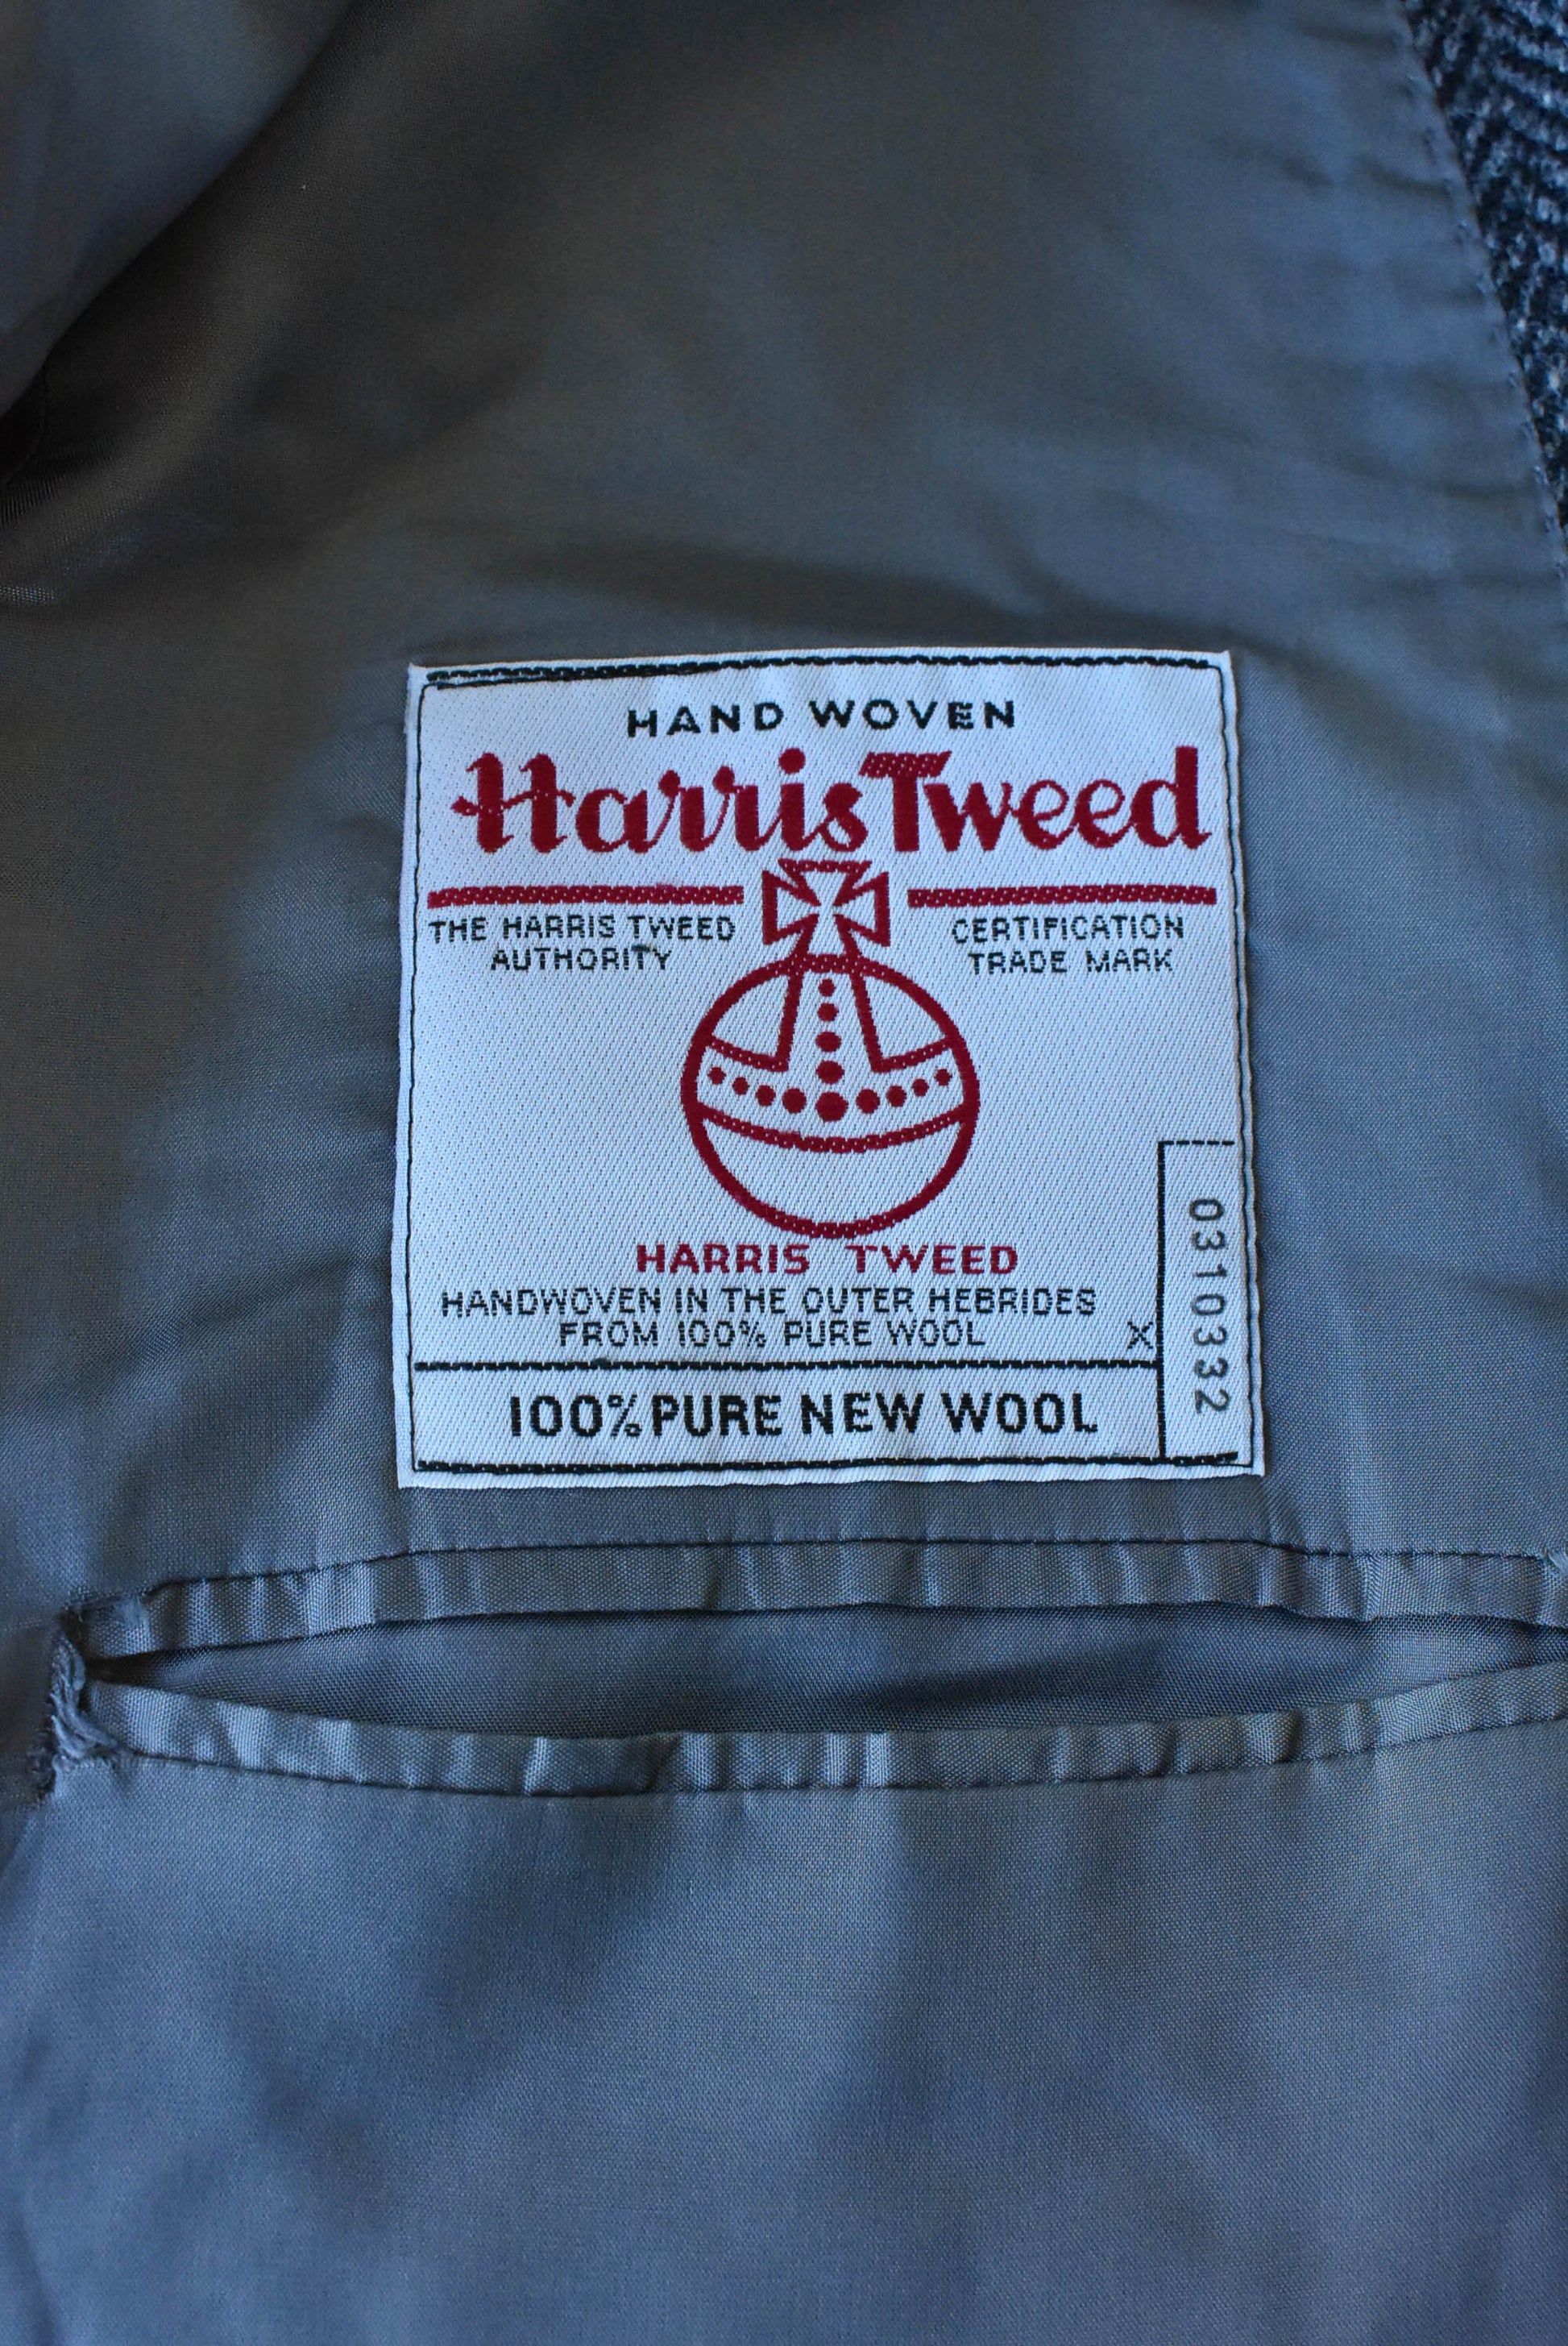 HAND WOVEN
Harris Tweed
THE HARRIS TWEED
AUTHORITY
CERTIFICATION
TRADE MARK
HARRIS TWEED
HANDWOVEN IN THE OUTER HEBRIDES
FROM 100% PURE WOOL
X
100% PURE NEW WOOL
0310332